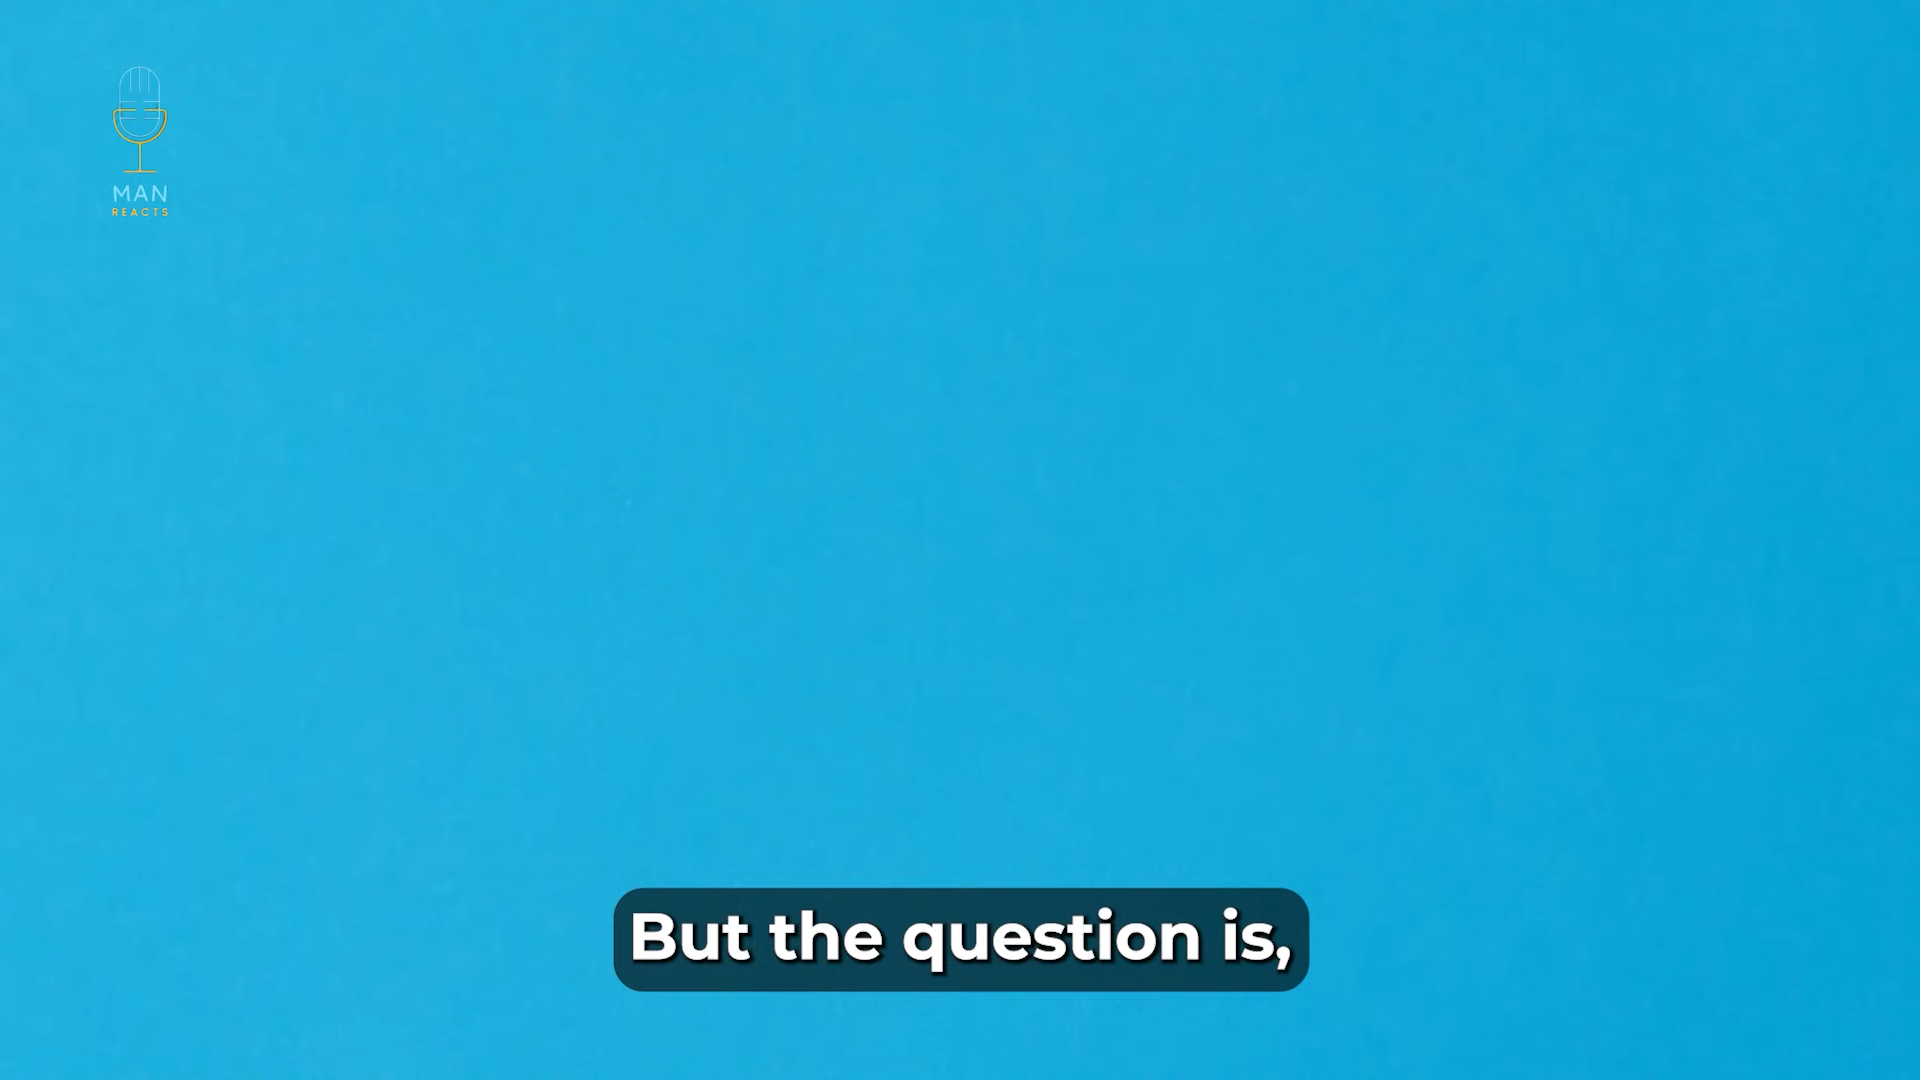 MAN
REACTS
But the question is,